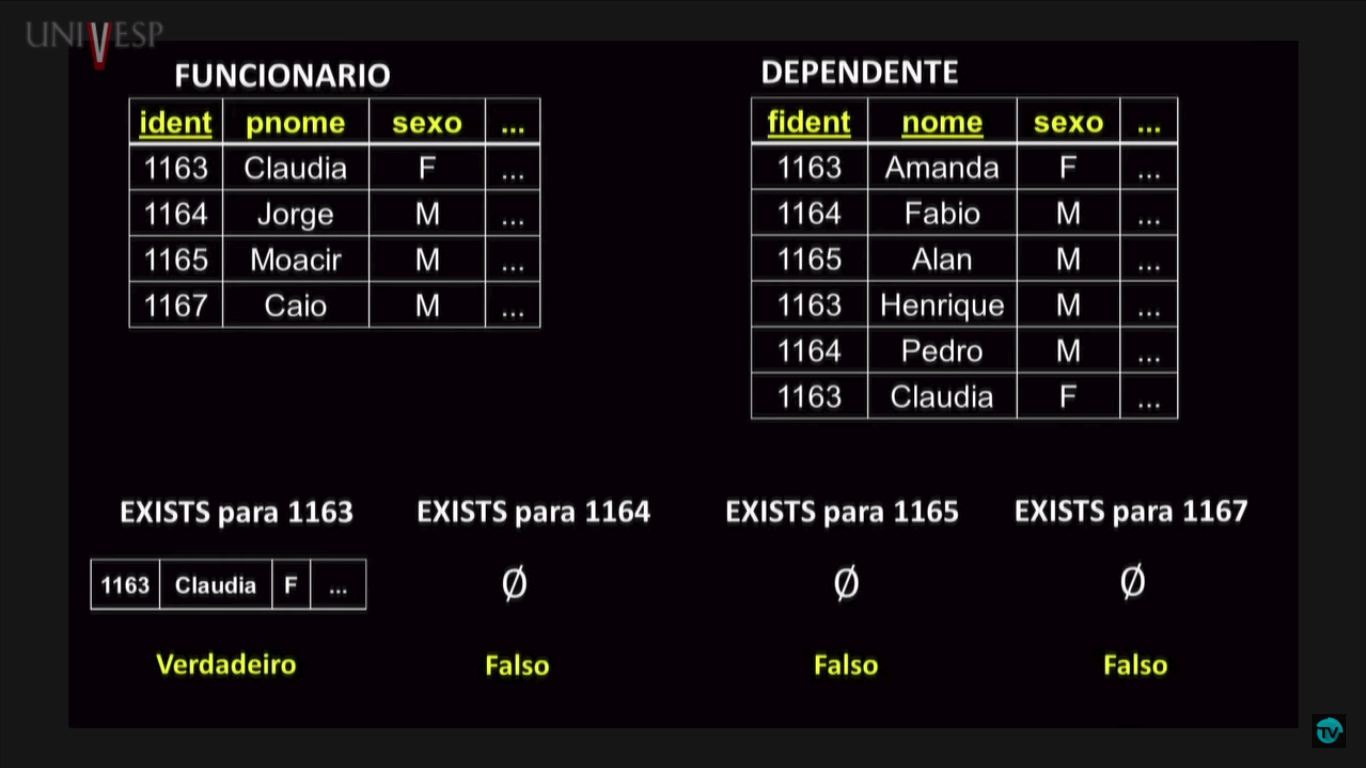 UNIVESP
FUNCIONARIO
ident pnome sexo ...
1163 Claudia F ...
1164 Jorge M ...
1165 Moacir M ...
1167 Caio M ...
DEPENDENTE
fident nome sexo ...
1163 Amanda F ...
1164 Fabio M ...
1165 Alan M ...
1163 Henrique M ...
1164 Pedro M ...
1163 Claudia F ...
EXISTS para 1163 EXISTS para 1164 EXISTS para 1165 EXISTS para 1167
1163 Claudia F ... Ø Ø Ø
Verdadeiro Falso Falso Falso
TV